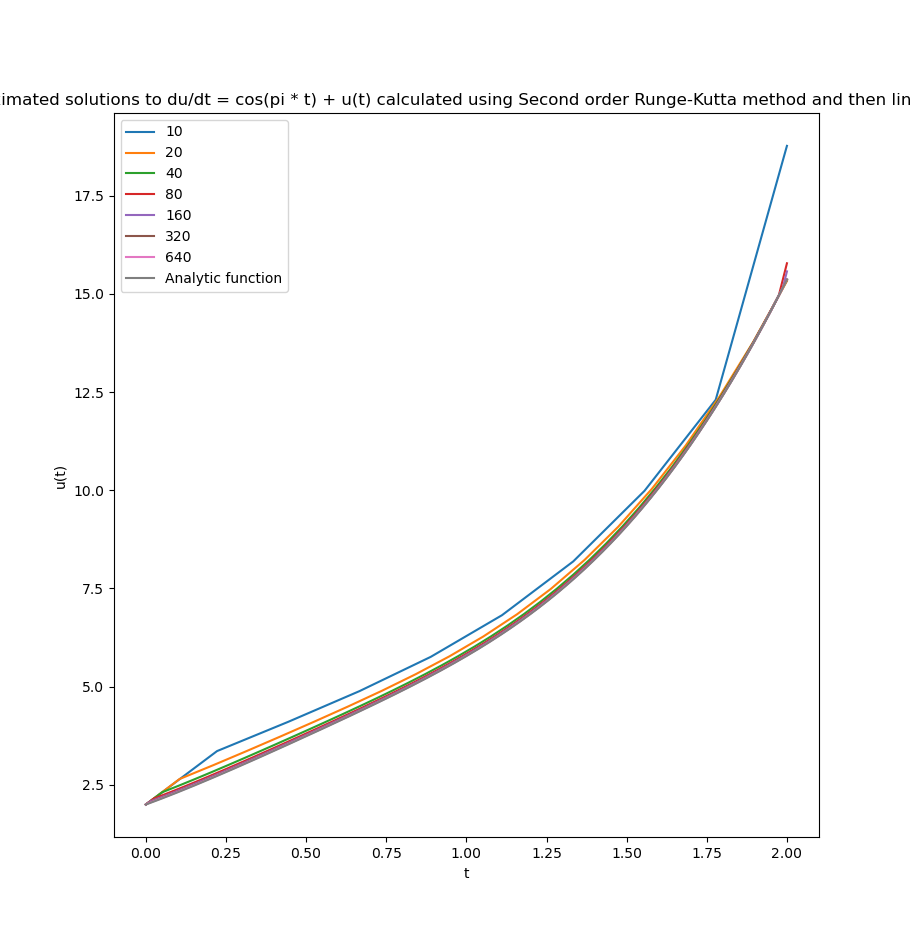 imated solutions to du/dt = cos(pi * t) + u(t) calculated using Second order Runge-Kutta method and then lin
10
20
40
80
160
320
640
Analytic function
17.5
15.0
12.5
10.0
7.5
5.0
2.5
u(t)
0.00 0.25 0.50 0.75 1.00 1.25 1.50 1.75 2.00
t